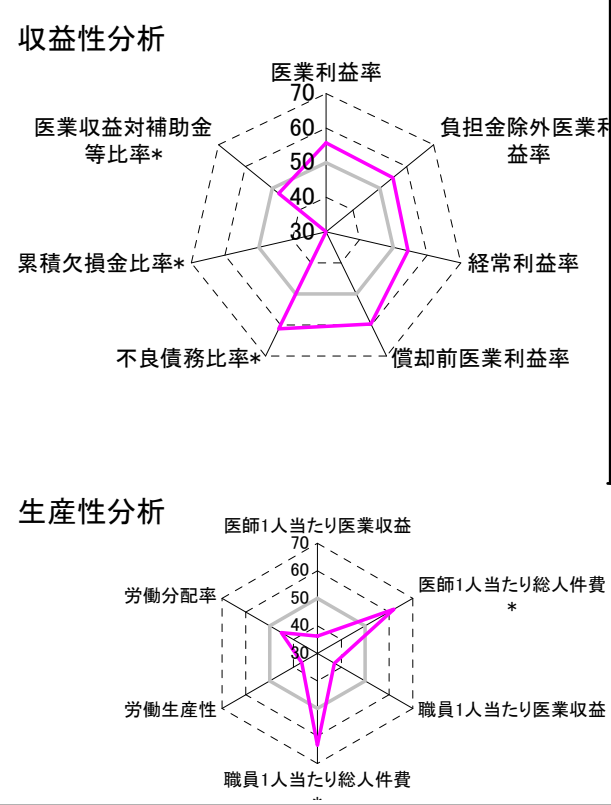 収益性分析
医業利益率
70
60
50
40
30
負担金除外医業利
益率
経常利益率
償却前医業利益率
不良債務比率*
累積欠損金比率*
医業収益対補助金
等比率*
生産性分析
医師1人当たり医業収益
70
60
50
40
30
医師1人当たり総人件費
*
職員1人当たり医業収益
職員1人当たり総人件費
*
労働生産性
労働分配率